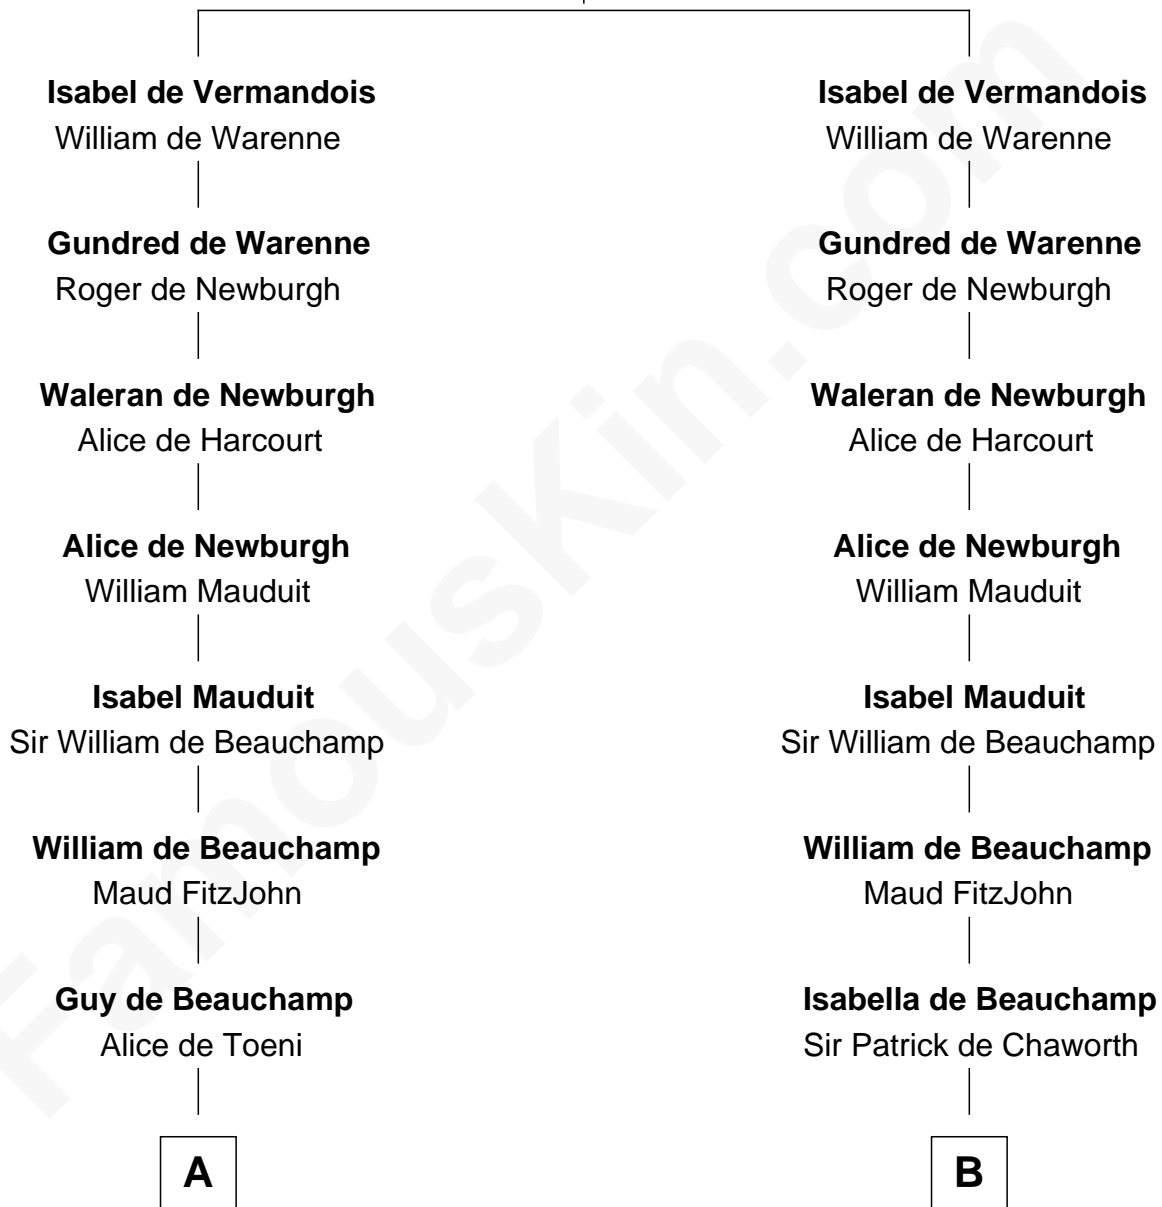 Isabel de Vermandois
William de Warenne
Isabel de Vermandois
William de Warenne
Gundred de Warenne
Roger de Newburgh
Gundred de Warenne
Roger de Newburgh
Waleran de Newburgh
Alice de Harcourt
Waleran de Newburgh
Alice de Harcourt
Alice de Newburgh
William Mauduit
Alice de Newburgh
William Mauduit
Isabel Mauduit
Sir William de Beauchamp
Isabel Mauduit
Sir William de Beauchamp
William de Beauchamp
Maud FitzJohn
William de Beauchamp
Maud FitzJohn
Guy de Beauchamp
Alice de Toeni
Isabella de Beauchamp
Sir Patrick de Chaworth
A
B
FamousKin.com